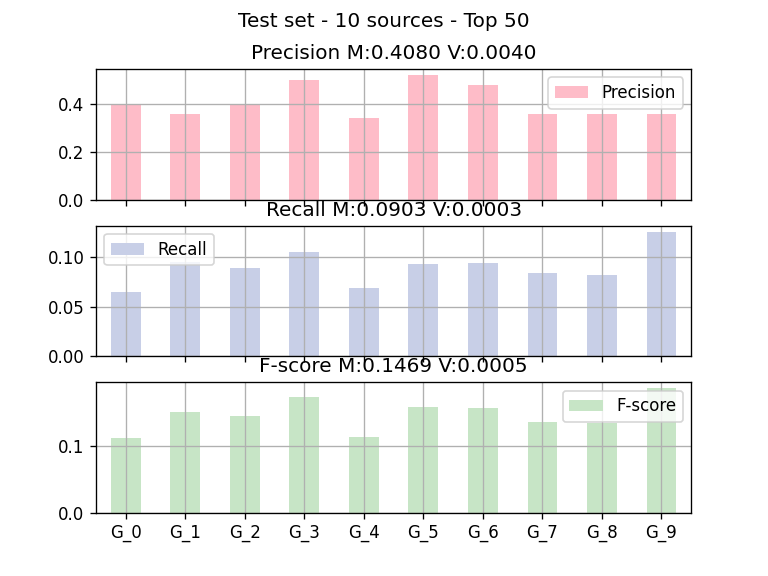 Test set - 10 sources - Top 50
Precision M:0.4080 V:0.0040
0.4
0.2
0.0
Precision
Recall M:0.0903 V:0.0003
0.10
0.05
0.00
Recall
F-score M:0.1469 V:0.0005
0.1
0.0
F-score
G_0 G_1 G_2 G_3 G_4 G_5 G_6 G_7 G_8 G_9